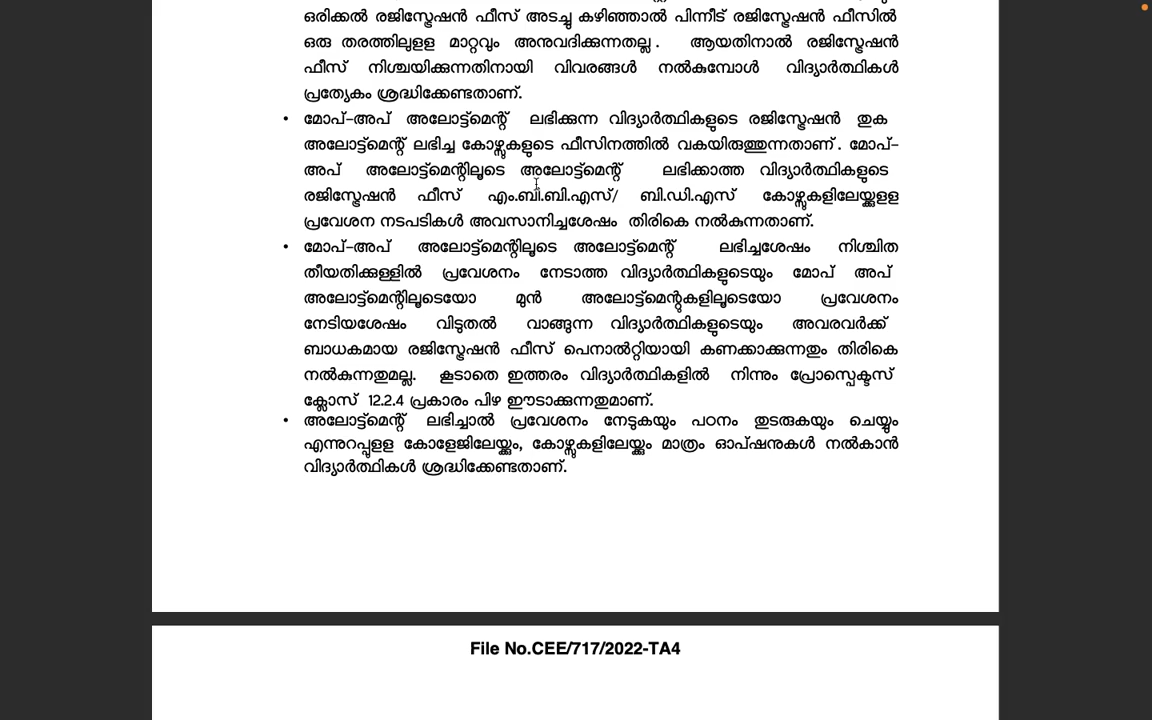 ഒരിക്കൽ രജിസ്ട്രേഷൻ ഫീസ് അടച്ചു കഴിഞ്ഞാൽ പിന്നീട് രജിസ്ട്രേഷൻ ഫീസിൽ
ഒരു തരത്തിലുളള മാറ്റവും അനുവദിക്കുന്നതല്ല. ആയതിനാൽ രജിസ്ട്രേഷൻ
ഫീസ് നിശ്ചയിക്കുന്നതിനായി വിവരങ്ങൾ നൽകുമ്പോൾ വിദ്യാർത്ഥികൾ
പ്രത്യേകം ശ്രദ്ധിക്കേണ്ടതാണ്.
• മോപ്-അപ് അലോട്ട്മെന്റ് ലഭിക്കുന്ന വിദ്യാർത്ഥികളുടെ രജിസ്ട്രേഷൻ തുക
അലോട്ട്മെന്റ് ലഭിച്ച കോഴ്സുകളുടെ ഫീസിനത്തിൽ വകയിരുത്തുന്നതാണ്. മോപ്-
അപ് അലോട്ട്മെന്റിലൂടെ അലോട്ട്മെന്റ് ലഭിക്കാത്ത വിദ്യാർത്ഥികളുടെ
രജിസ്ട്രേഷൻ ഫീസ് എം.ബി.ബി.എസ്/ ബി.ഡി.എസ് കോഴ്സുകളിലേയ്ക്കുളള
പ്രവേശന നടപടികൾ അവസാനിച്ചശേഷം തിരികെ നൽകുന്നതാണ്.
• മോപ്-അപ് അലോട്ട്മെന്റിലൂടെ അലോട്ട്മെന്റ് ലഭിച്ചശേഷം നിശ്ചിത
തീയതിക്കുള്ളിൽ പ്രവേശനം നേടാത്ത വിദ്യാർത്ഥികളുടെയും മോപ് അപ്
അലോട്ട്മെന്റിലൂടെയോ മുൻ അലോട്ട്മെന്റുകളിലൂടെയോ പ്രവേശനം
നേടിയശേഷം വിടുതൽ വാങ്ങുന്ന വിദ്യാർത്ഥികളുടെയും അവരവർക്ക്
ബാധകമായ രജിസ്ട്രേഷൻ ഫീസ് പെനാൽറ്റിയായി കണക്കാക്കുന്നതും തിരികെ
നൽകുന്നതുമല്ല. കൂടാതെ ഇത്തരം വിദ്യാർത്ഥികളിൽ നിന്നും പ്രോസ്പെക്ടസ്
ക്ലോസ് 12.2.4 പ്രകാരം പിഴ ഈടാക്കുന്നതുമാണ്.
• അലോട്ട്മെന്റ് ലഭിച്ചാൽ പ്രവേശനം നേടുകയും പഠനം തുടരുകയും ചെയ്യും
എന്നുറപ്പുളള കോളേജിലേയ്ക്കും, കോഴ്സുകളിലേയ്ക്കും മാത്രം ഓപ്ഷനുകൾ നൽകാൻ
വിദ്യാർത്ഥികൾ ശ്രദ്ധിക്കേണ്ടതാണ്.
File No.CEE/717/2022-TA4